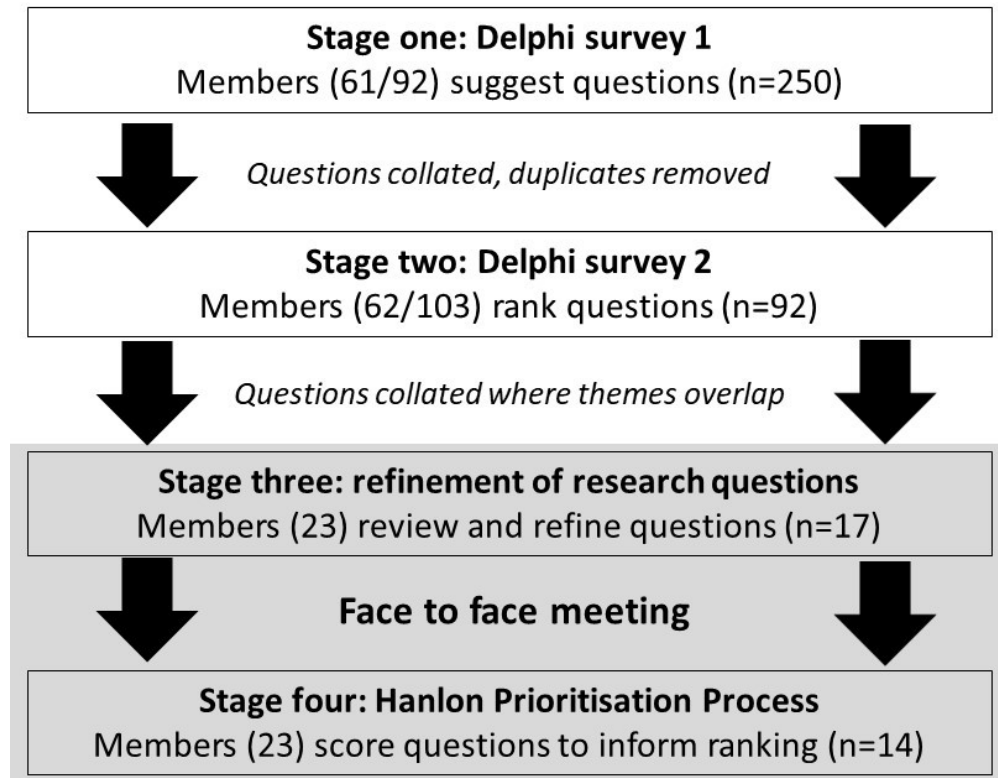 Stage one: Delphi survey 1
Members (61/92) suggest questions (n=250)
Questions collated, duplicates removed
Stage two: Delphi survey 2
Members (62/103) rank questions (n=92)
Questions collated where themes overlap
Stage three: refinement of research questions
Members (23) review and refine questions (n=17)
Face to face meeting
Stage four: Hanlon Prioritisation Process
Members (23) score questions to inform ranking (n=14)